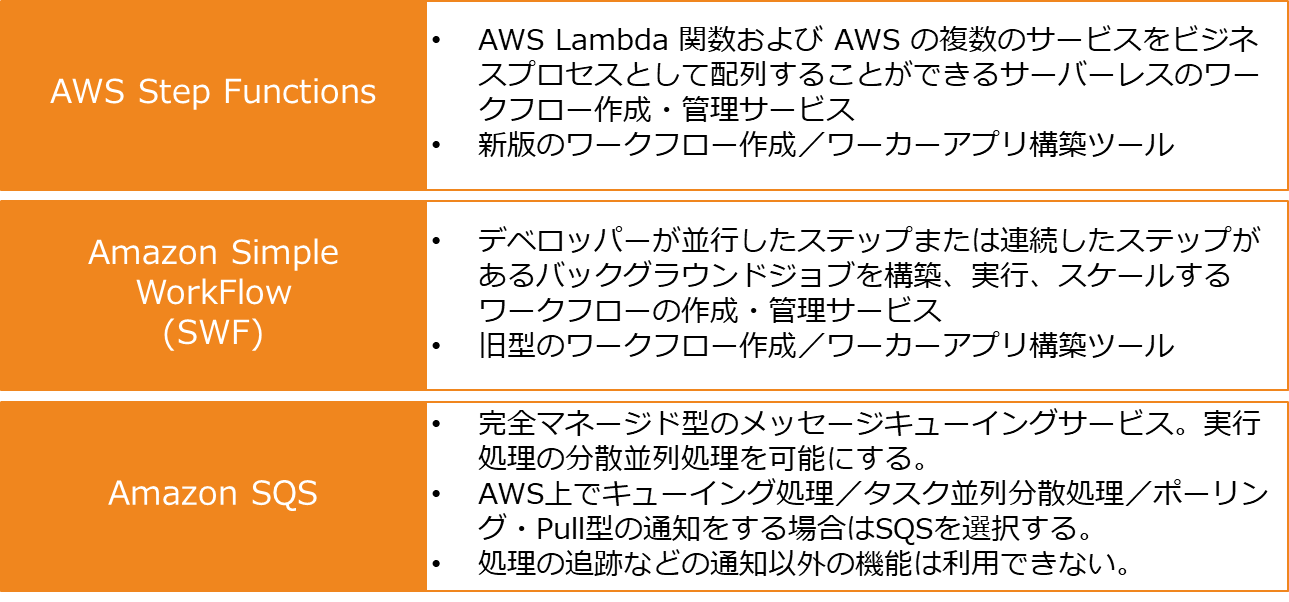 AWS Step Functions
• AWS Lambda 関数および AWS の複数のサービスをビジネ
スプロセスとして配列することができるサーバーレスのワー
クフロー作成・管理サービス
• 新版のワークフロー作成／ワーカーアプリ構築ツール
Amazon Simple
WorkFlow
(SWF)
• デベロッパーが並行したステップまたは連続したステップが
あるバックグラウンドジョブを構築、実行、スケールする
ワークフローの作成・管理サービス
• 旧型のワークフロー作成／ワーカーアプリ構築ツール
Amazon SQS
• 完全マネージド型のメッセージキューイングサービス。実行
処理の分散並列処理を可能にする。
• AWS上でキューイング処理／タスク並列分散処理／ポーリン
グ・Pull型の通知をする場合はSQSを選択する。
• 処理の追跡などの通知以外の機能は利用できない。